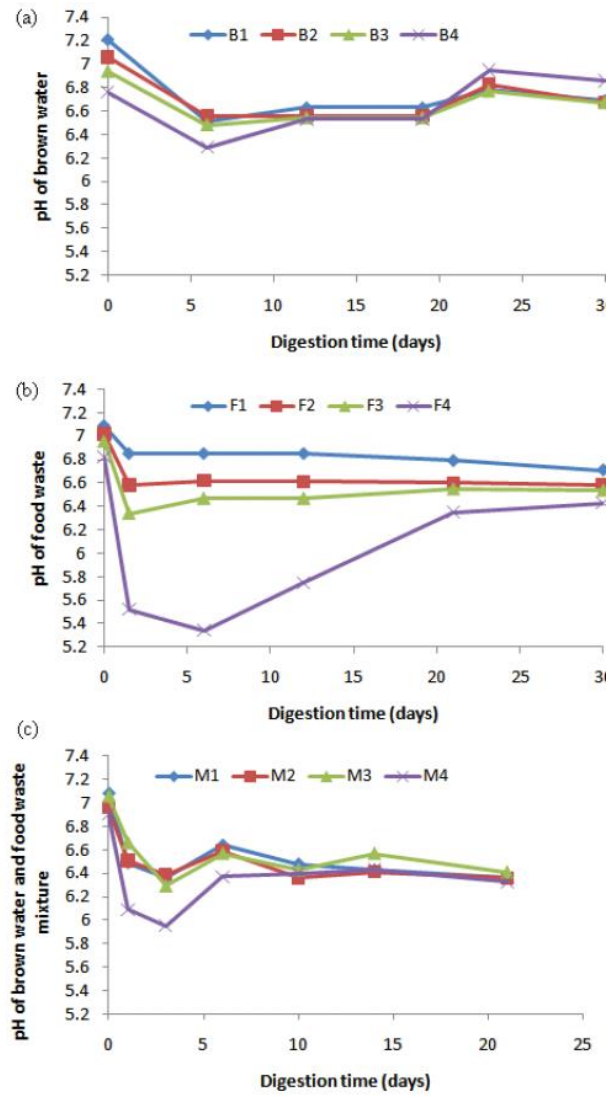 (a)
B1 B2 B3 B4
7.4
7.2
7
6.8
6.6
6.4
6.2
6
5.8
5.6
5.4
5.2
pH of brown water
0 5 10 15 20 25 30
Digestion time (days)
(b)
F1 F2 F3 F4
7.4
7.2
7
6.8
6.6
6.4
6.2
6
5.8
5.6
5.4
5.2
pH of food waste
0 5 10 15 20 25 30
Digestion time (days)
(c)
M1 M2 M3 M4
7.4
7.2
7
6.8
6.6
6.4
6.2
6
5.8
5.6
5.4
5.2
pH of brown water and food waste
mixture
0 5 10 15 20 25
Digestion time (days)